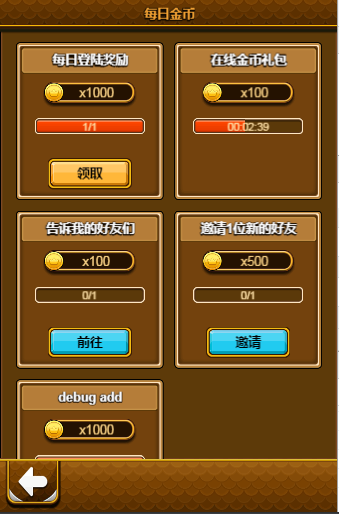 每日金币
每日登陆奖励
x1000
1/1
领取
在线金币礼包
x100
00:02:39
告诉我的好友们
x100
0/1
前往
邀请1位新的好友
x500
0/1
邀请
debug add
x1000